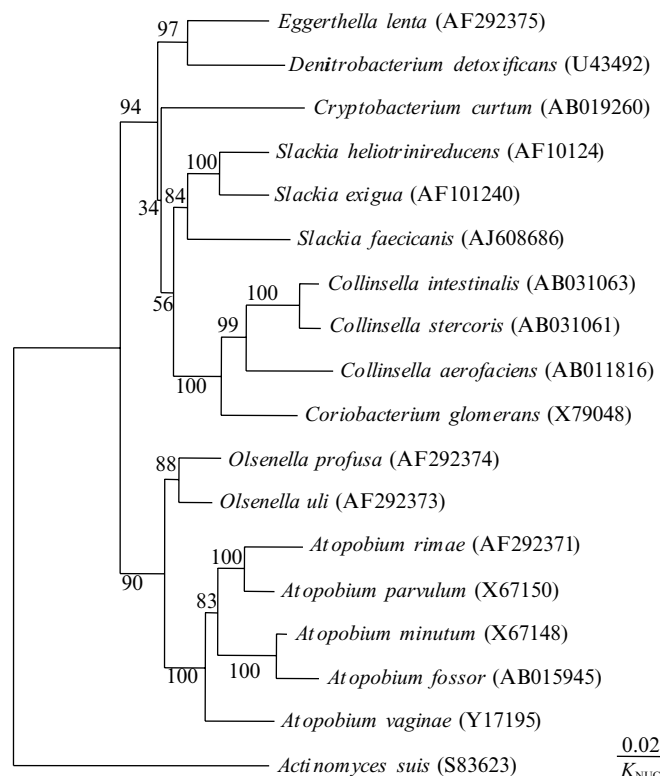 97
Eggerthella lenta (AF292375)
Denitrobacterium detoxificans (U43492)
94
Cryptobacterium curtum (AB019260)
100
Slackia heliotrinireducens (AF10124)
84
Slackia exigua (AF101240)
34
Slackia faecicanis (AJ608686)
56
100
Collinsella intestinalis (AB031063)
99
Collinsella stercoris (AB031061)
Collinsella aerofaciens (AB011816)
100
Coriobacterium glomerans (X79048)
88
Olsenella profusa (AF292374)
Olsenella uli (AF292373)
90
100
Atopobium rimae (AF292371)
Atopobium parvulum (X67150)
83
Atopobium minutum (X67148)
100
100
Atopobium fossor (AB015945)
Atopobium vaginae (Y17195)
Actinomyces suis (S83623)
0.02